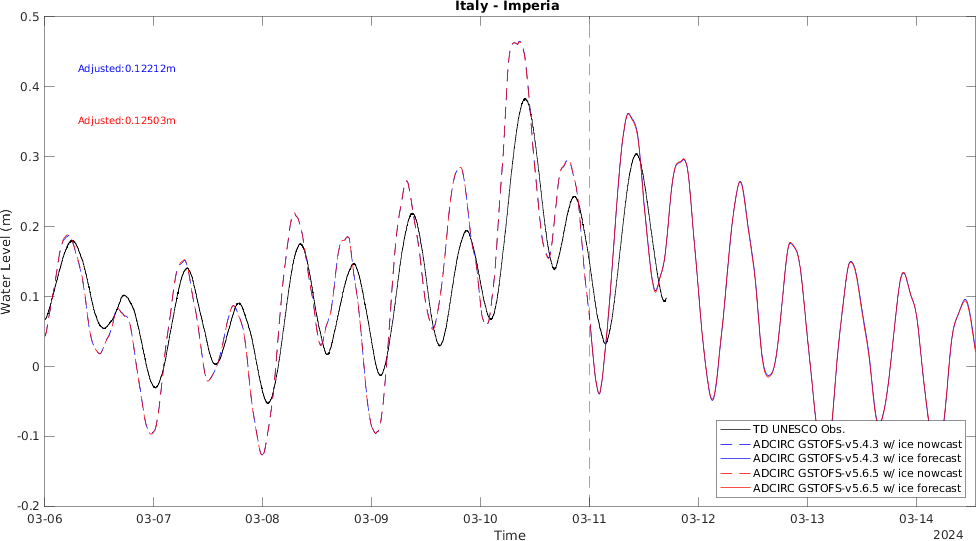 Italy - Imperia
0.5
0.4
0.3
0.2
0.1
0
-0.1
-0.2
Water Level (m)
Adjusted:0.12212m
Adjusted:0.12503m
TD UNESCO Obs.
ADCIRC GSTOFS-v5.4.3 w/ ice nowcast
ADCIRC GSTOFS-v5.4.3 w/ ice forecast
ADCIRC GSTOFS-v5.6.5 w/ ice nowcast
ADCIRC GSTOFS-v5.6.5 w/ ice forecast
03-06 03-07 03-08 03-09 03-10 03-11 03-12 03-13 03-14
Time
2024